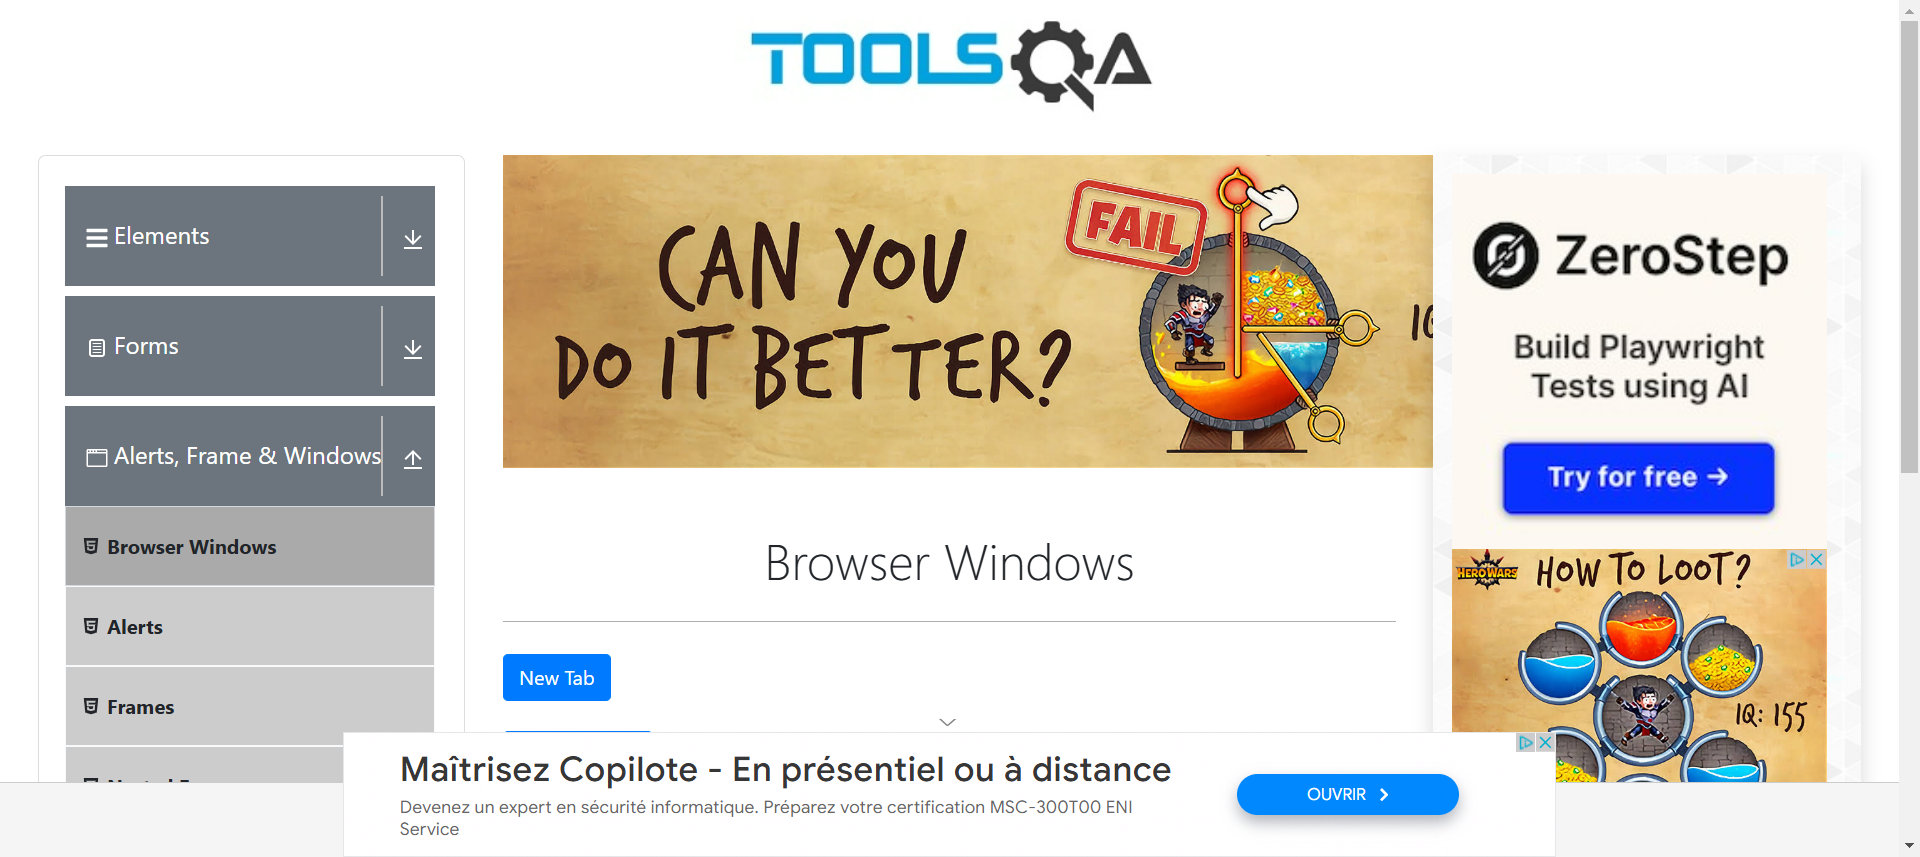 TOOLSQA
Elements
Forms
Alerts, Frame & Windows
Browser Windows
Alerts
Frames
CAN YOU
DO IT BETTER?
FAIL
Browser Windows
New Tab
ZeroStep
Build Playwright
Tests using AI
Try for free →
HERO WARS
HOW TO LOOT?
IQ: 155
Maîtrisez Copilote - En présentiel ou à distance
Devenez un expert en sécurité informatique. Préparez votre certification MSC-300T00 ENI
Service
OUVRIR